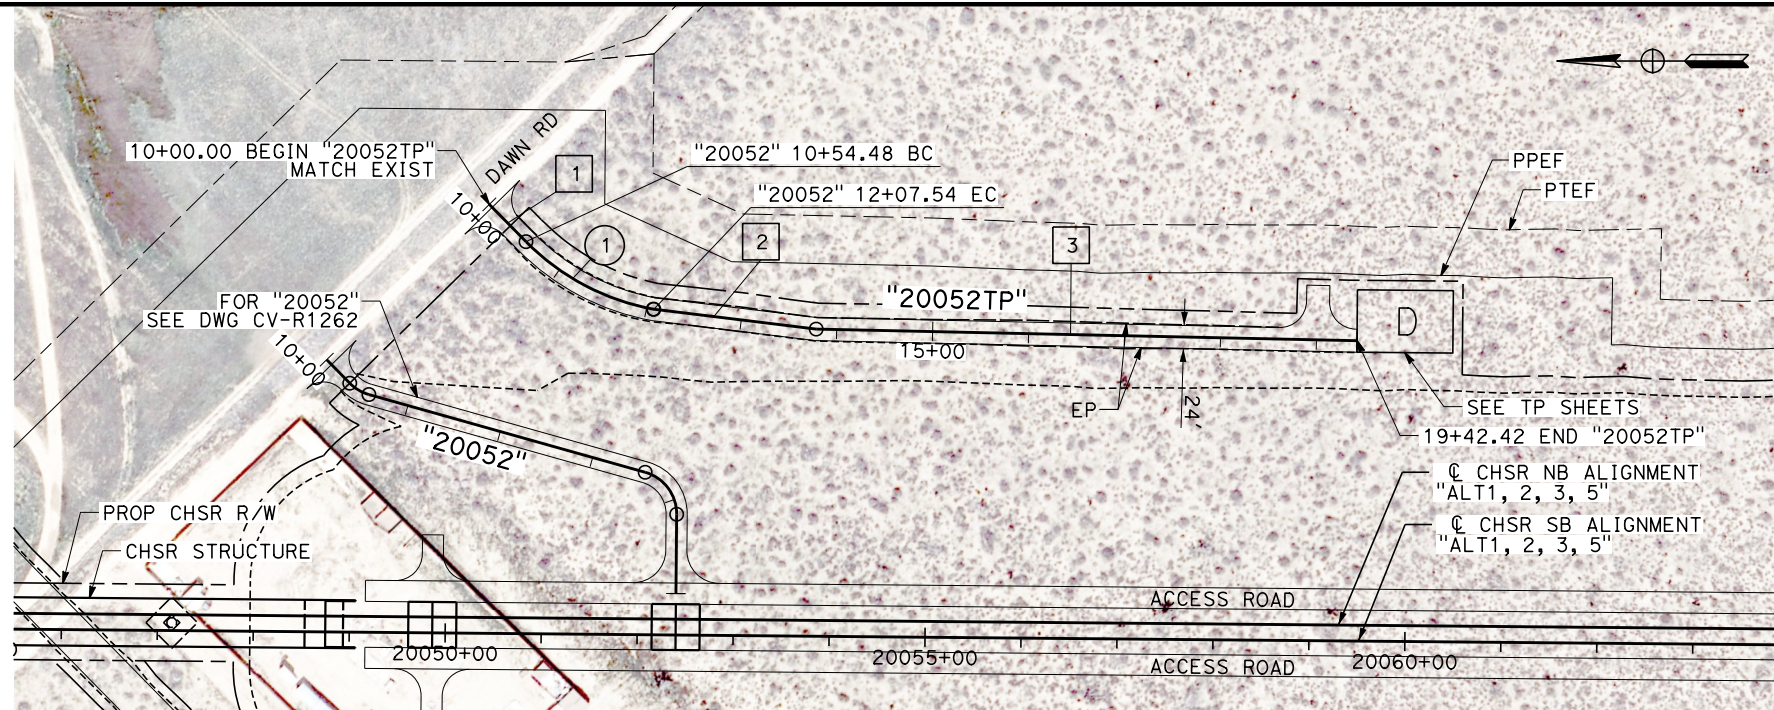 DAWN RD
10+00.00 BEGIN "20052TP"
MATCH EXIST
"20052" 10+54.48 BC
1
"20052" 12+07.54 EC
PPEF
PTEF
10+00
1
2
3
FOR "20052"
SEE DWG CV-R1262
"20052TP"
D
10+00
15+00
EP
24'
SEE TP SHEETS
19+42.42 END "20052TP"
"20052"
℄ CHSR NB ALIGNMENT
"ALT1, 2, 3, 5"
PROP CHSR R/W
℄ CHSR SB ALIGNMENT
"ALT1, 2, 3, 5"
CHSR STRUCTURE
ACCESS ROAD
20050+00
20055+00
20060+00
ACCESS ROAD